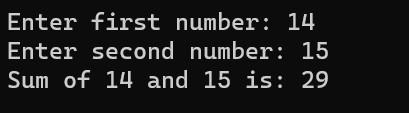 Enter first number: 14
Enter second number: 15
Sum of 14 and 15 is: 29